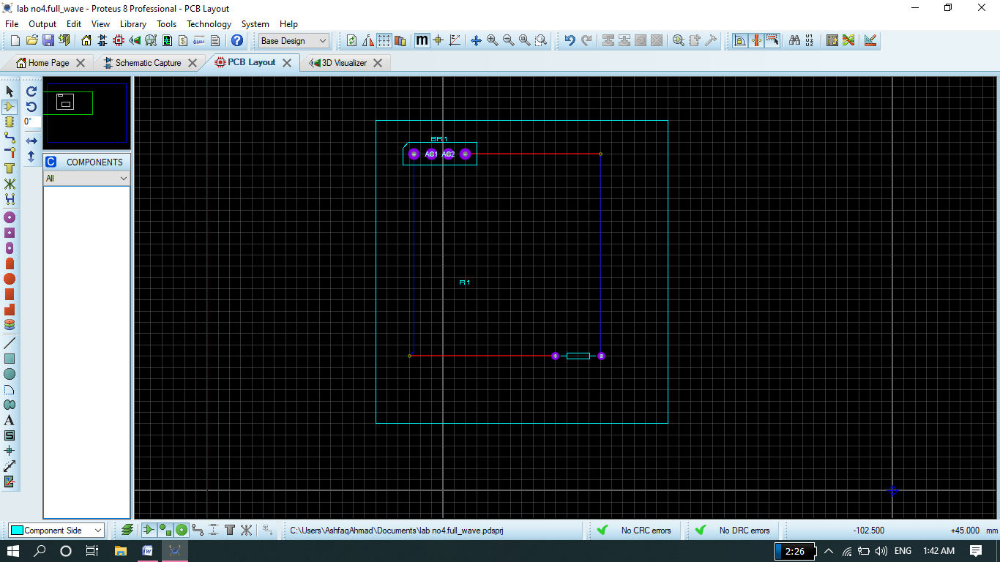 lab no4.full_wave - Proteus 8 Professional - PCB Layout
File Output Edit View Library Tools Technology System Help
Base Design
Home Page Schematic Capture PCB Layout 3D Visualizer
0°
C COMPONENTS
All
BR1
AC1 AC2
R1
2
Component Side
C:\Users\AshfaqAhmad\Documents\lab no4.full_wave.pdsprj
No CRC errors
No DRC errors
-102.500 +45.000 mm
2:26
ENG
1:42 AM